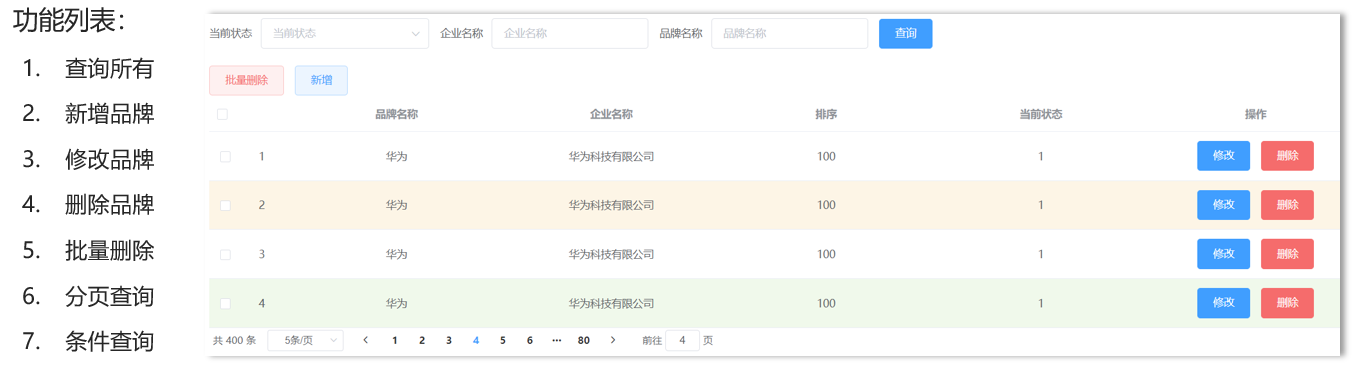 功能列表：
1. 查询所有
2. 新增品牌
3. 修改品牌
4. 删除品牌
5. 批量删除
6. 分页查询
7. 条件查询
当前状态 当前状态 企业名称 企业名称 品牌名称 品牌名称 查询
批量删除 新增
品牌名称 企业名称 排序 当前状态 操作
1 华为 华为科技有限公司 100 1 修改 删除
2 华为 华为科技有限公司 100 1 修改 删除
3 华为 华为科技有限公司 100 1 修改 删除
4 华为 华为科技有限公司 100 1 修改 删除
共 400 条 5条/页 < 1 2 3 4 5 6 ··· 80 > 前往 4 页